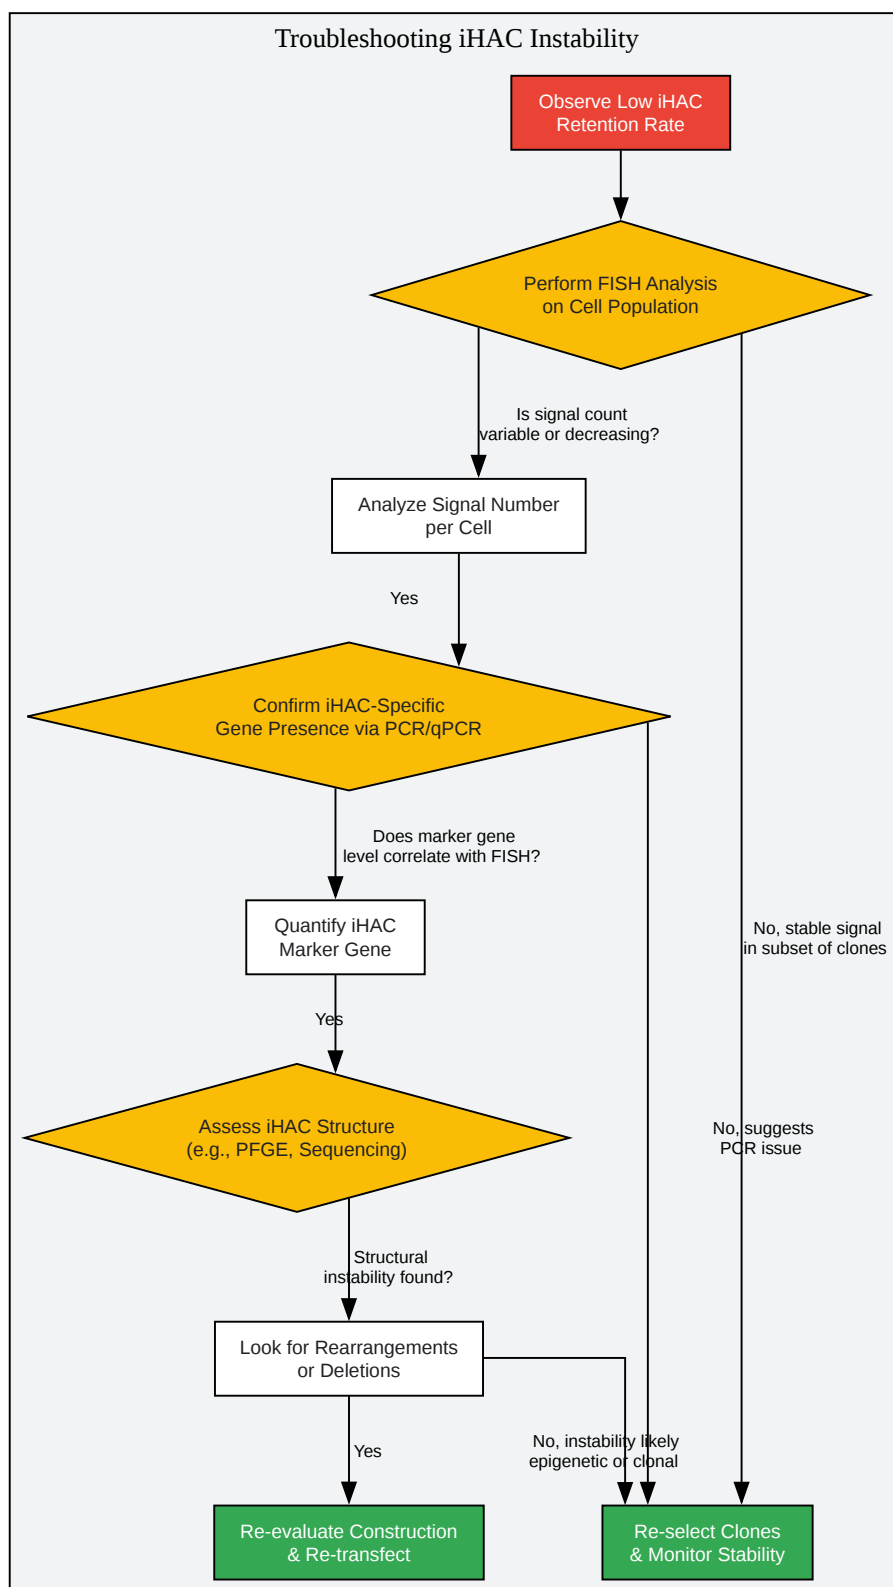 Troubleshooting iHAC Instability
Observe Low iHAC
Retention Rate
Perform FISH Analysis
on Cell Population
Is signal count
variable or decreasing?
Analyze Signal Number
per Cell
Yes
Confirm iHAC-Specific
Gene Presence via PCR/qPCR
Does marker gene
level correlate with FISH?
Quantify iHAC
Marker Gene
No, stable signal
in subset of clones
Yes
Assess iHAC Structure
(e.g., PFGE, Sequencing)
No, suggests
PCR issue
Structural
instability found?
Look for Rearrangements
or Deletions
Yes
No, instability likely
epigenetic or clonal
Re-evaluate Construction
& Re-transfect
Re-select Clones
& Monitor Stability